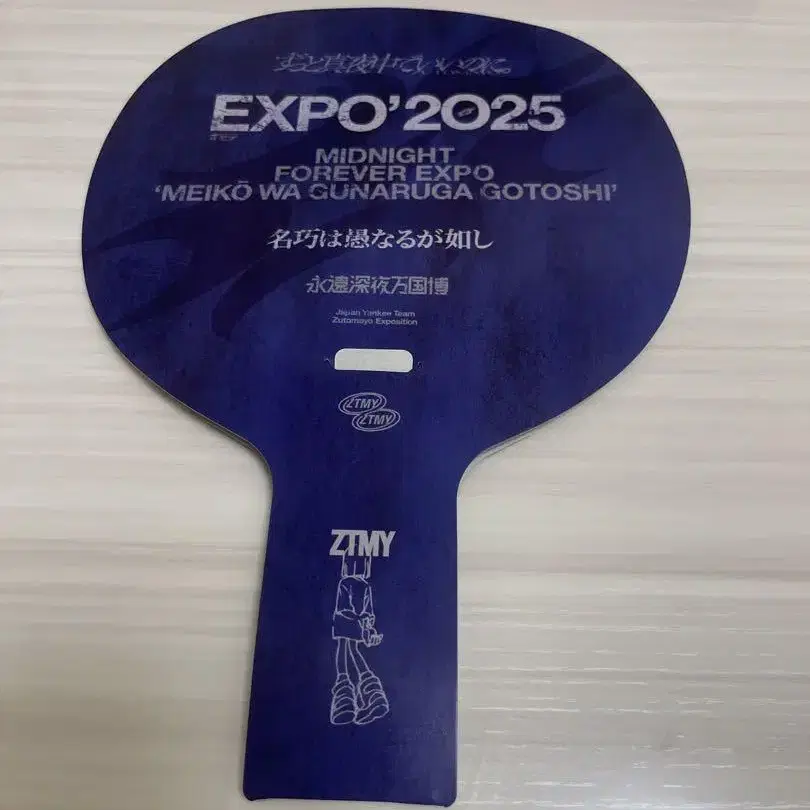 ずっと真夜中でいいのに。
EXPO’2025
MIDNIGHT
FOREVER EXPO
‘MEIKŌ WA GUNARUGA GOTOSHI’
名巧は愚なるが如し
永遠深夜万国博
Japan Yankee Team
Zutomayo Exposition
ZTMY
ZTMY
ZTMY